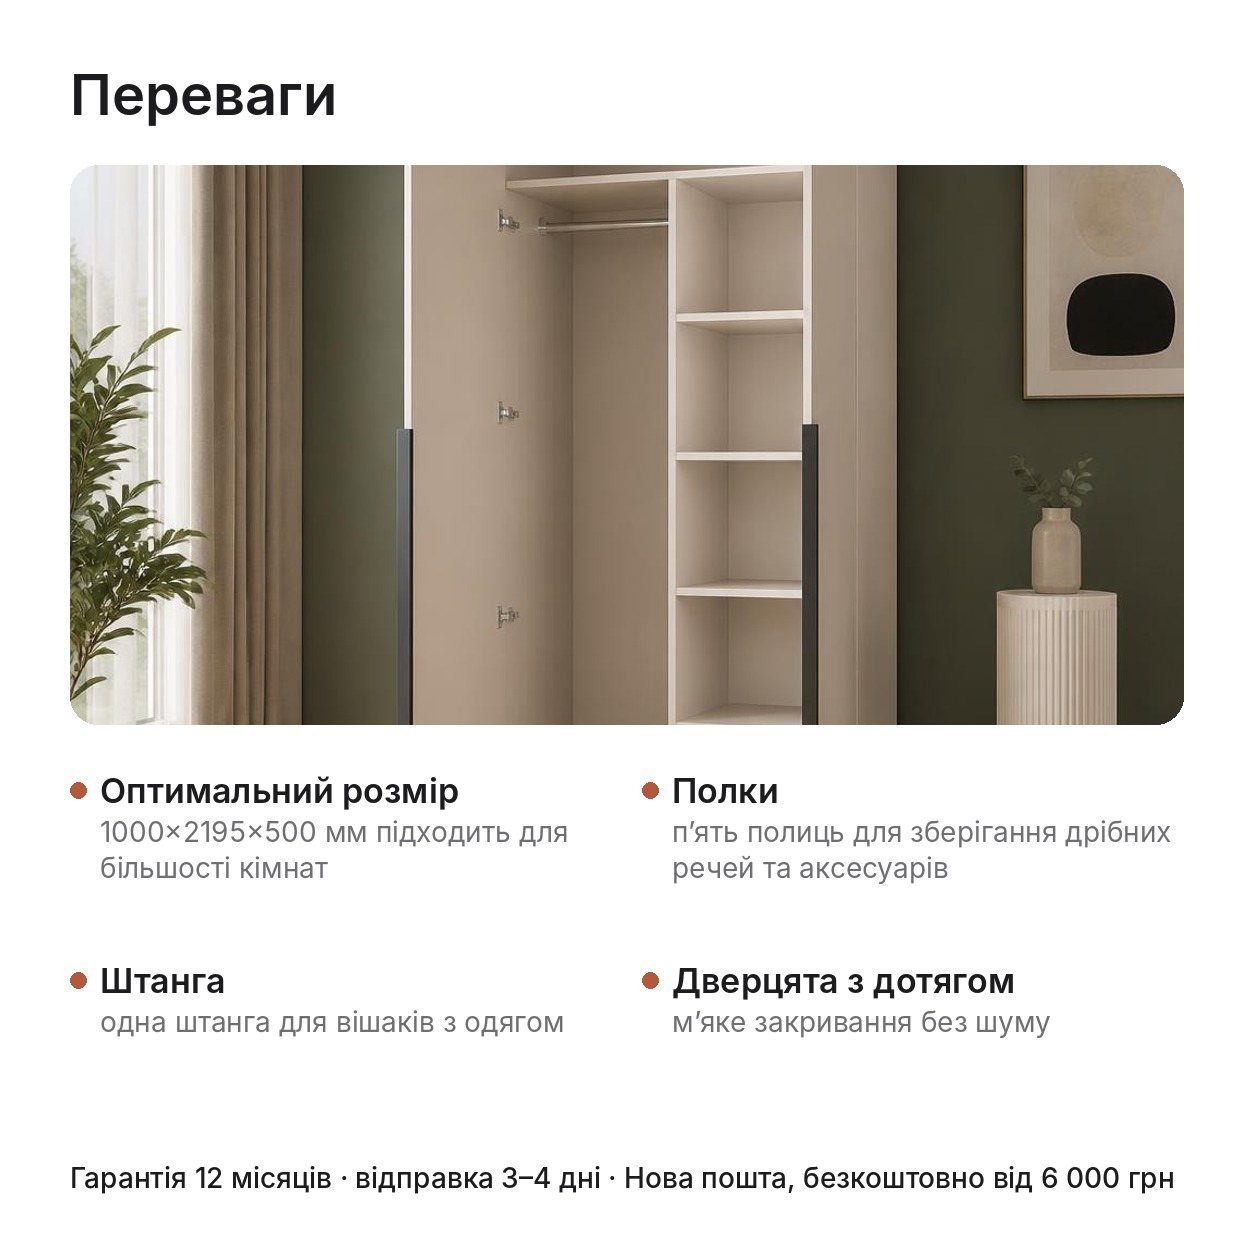 Переваги
Оптимальний розмір
1000×2195×500 мм підходить для
більшості кімнат
Полки
п’ять полиць для зберігання дрібних
речей та аксесуарів
Штанга
одна штанга для вішаків з одягом
Дверцята з дотягом
м’яке закривання без шуму
Гарантія 12 місяців · відправка 3–4 дні · Нова пошта, безкоштовно від 6 000 грн